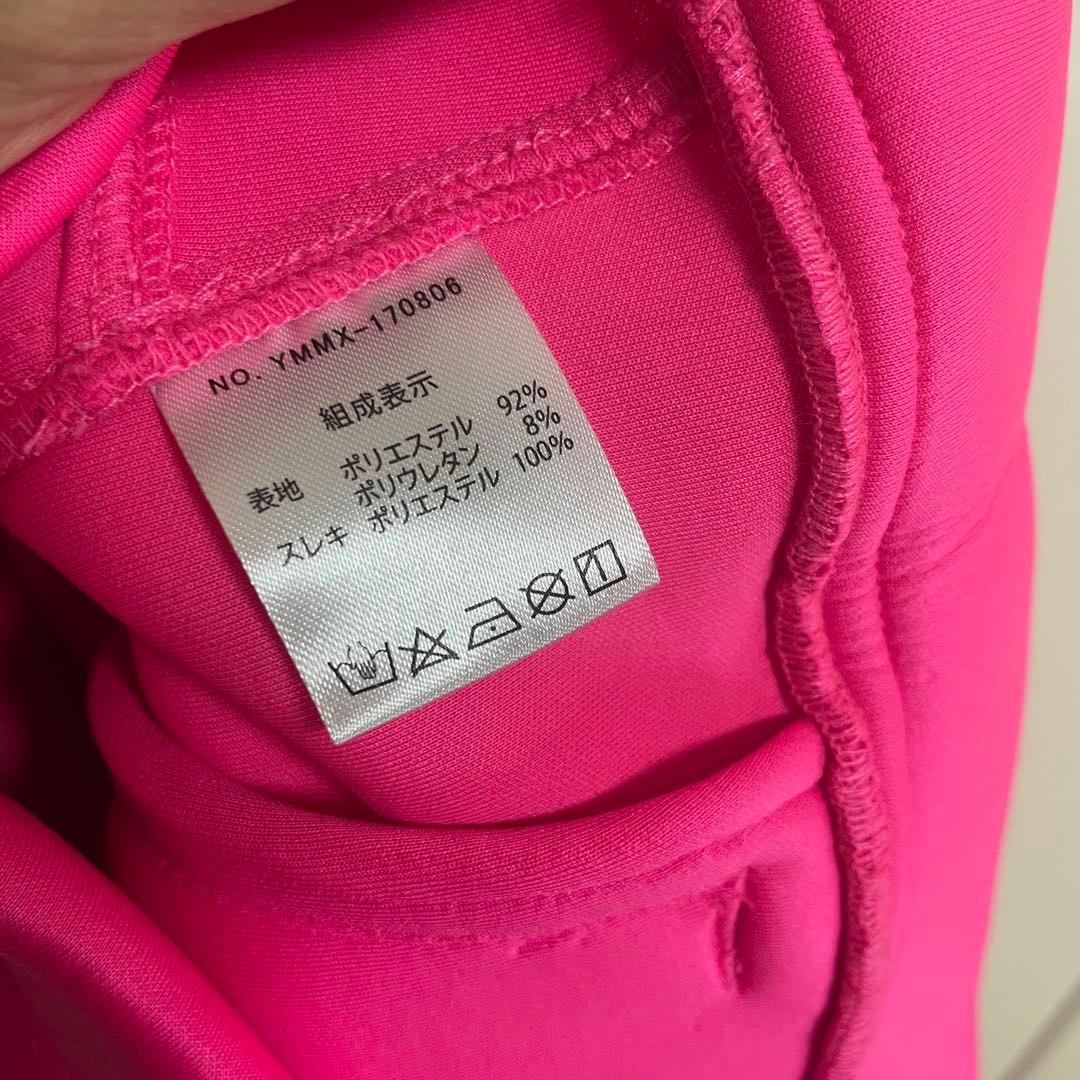 NO. YMMX-170806
組成表示
表地 ポリエステル 92%
ポリウレタン 8%
スレキ ポリエステル 100%